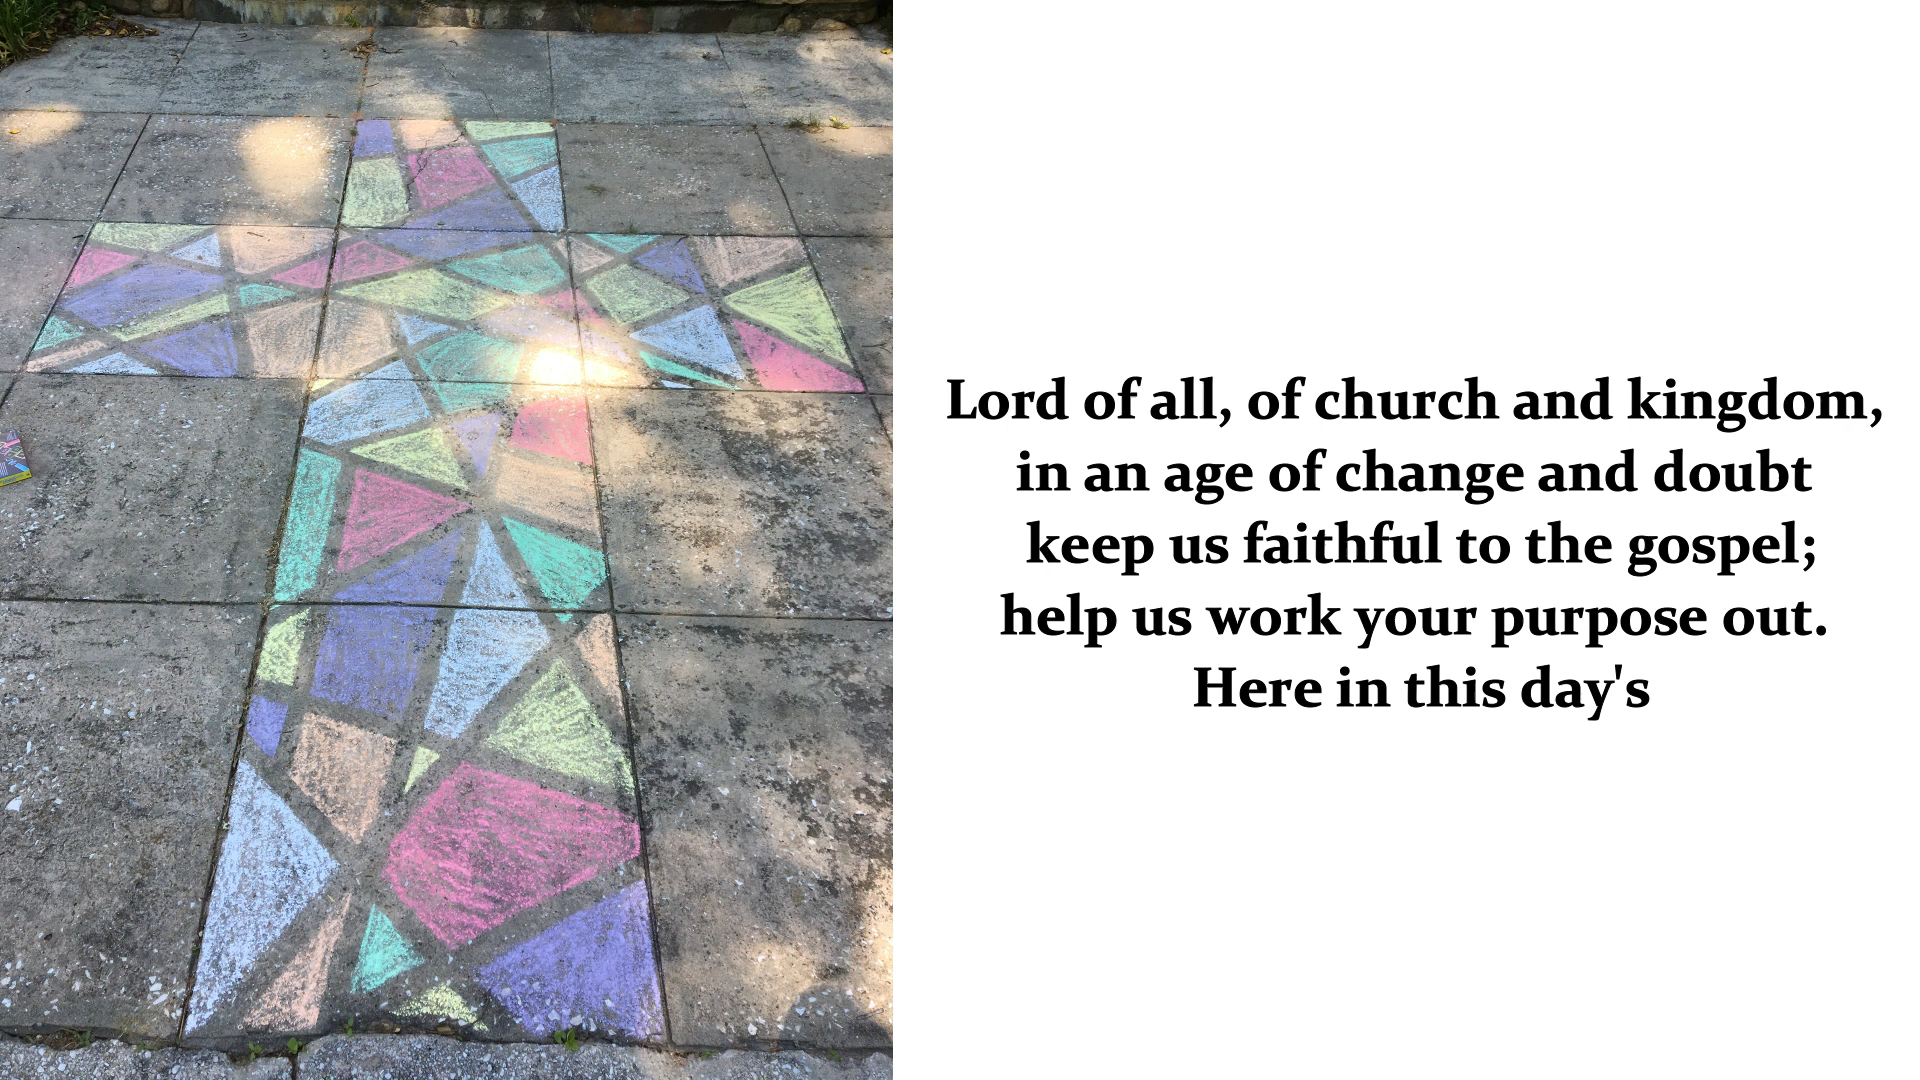 Lord of all, of church and kingdom,
in an age of change and doubt
keep us faithful to the gospel;
help us work your purpose out.
Here in this day's